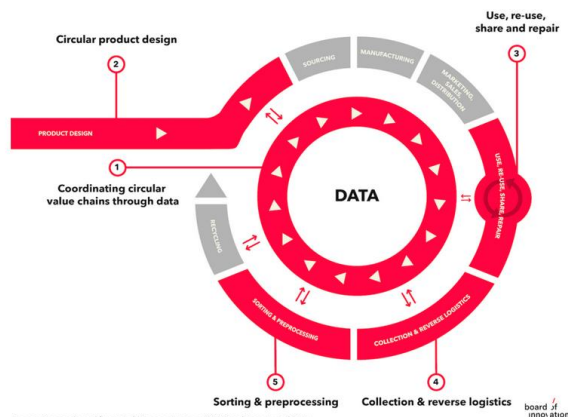 Circular product design
2
PRODUCT DESIGN
SOURCING
MANUFACTURING
MARKETING,
SALES,
DISTRIBUTION
Use, re-use,
share and repair
3
USE, RE-USE, SHARE, REPAIR
1
Coordinating circular
value chains through data
DATA
RECYCLING
SORTING & PREPROCESSING
COLLECTION & REVERSE LOGISTICS
5
Sorting & preprocessing
4
Collection & reverse logistics
board of
innovation